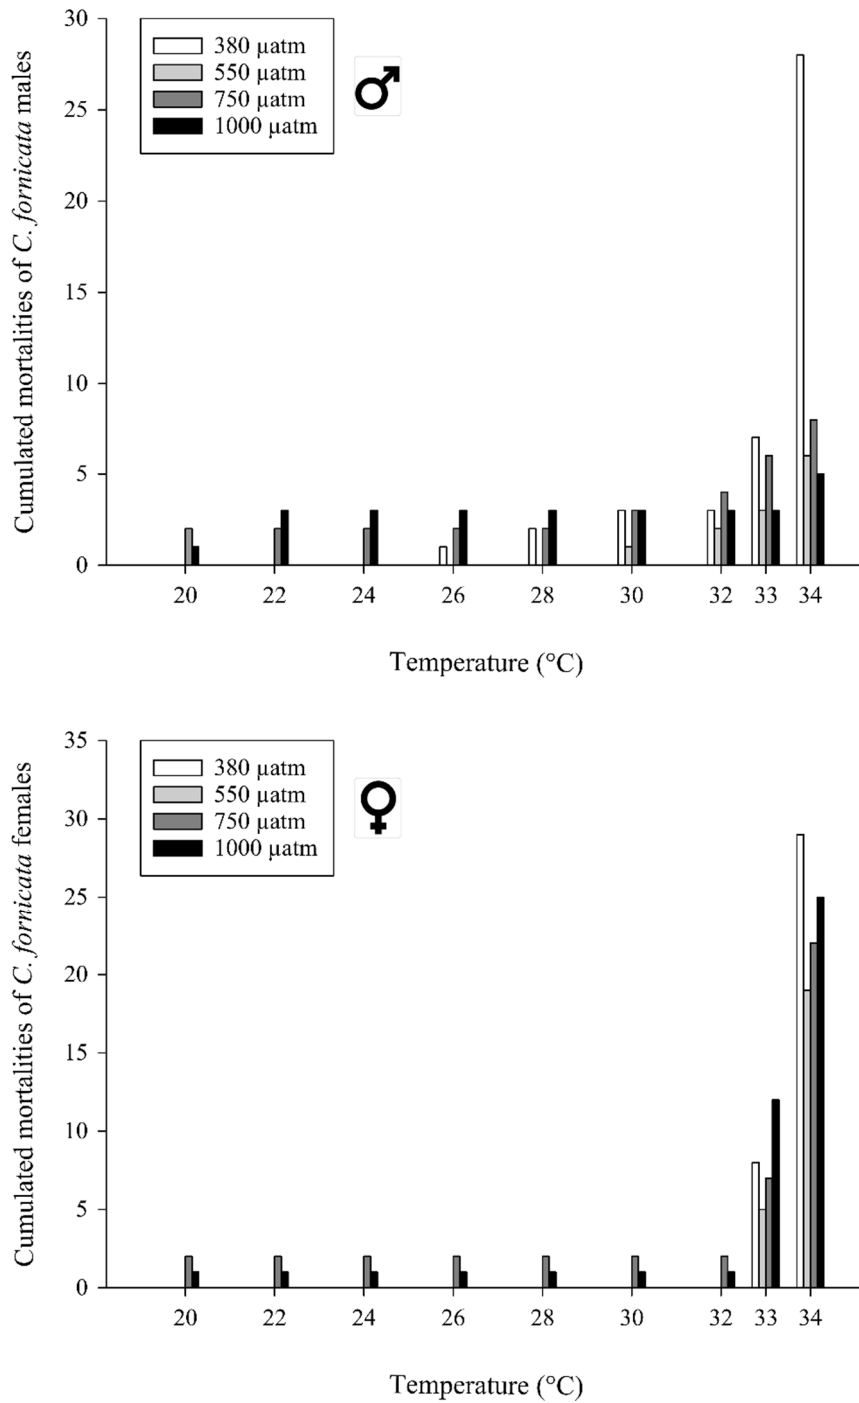 30
25
20
15
10
5
0
Cumulated mortalities of C. fornicata males
380 µatm
550 µatm
750 µatm
1000 µatm
20 22 24 26 28 30 32 33 34
Temperature (°C)
35
30
25
20
15
10
5
0
Cumulated mortalities of C. fornicata females
380 µatm
550 µatm
750 µatm
1000 µatm
20 22 24 26 28 30 32 33 34
Temperature (°C)